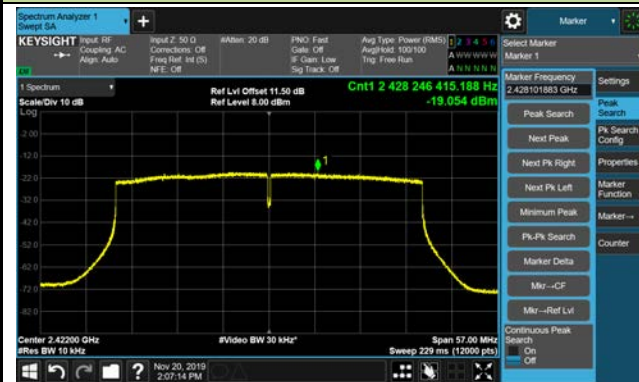 Spectrum Analyzer 1
Swept SA
+
Marker
KEYSIGHT
Input: RF
Coupling: AC
Align: Auto
Input Z: 50 Ω
Corrections: Off
Freq Ref: Int (S)
NFE: Off
#Atten: 20 dB
PNO: Fast
Gate: Off
IF Gain: Low
Sig Track: Off
Avg Type: Power (RMS)
Avg|Hold: 100/100
Trig: Free Run
1 2 3 4 5 6
A W W W W W
A N N N N N
Select Marker
Marker 1
1 Spectrum
Scale/Div 10 dB
Log
Ref Lvl Offset 11.50 dB
Ref Level 8.00 dBm
Cnt1 2 428 246 415.188 Hz
-19.054 dBm
1
-2.00
-12.0
-22.0
-32.0
-42.0
-52.0
-62.0
-72.0
-82.0
Center 2.42200 GHz
#Res BW 10 kHz
#Video BW 30 kHz*
Span 57.00 MHz
Sweep 229 ms (12000 pts)
Marker Frequency
2.428101883 GHz
Peak Search
Next Peak
Next Pk Right
Next Pk Left
Minimum Peak
Pk-Pk Search
Marker Delta
Mkr→CF
Mkr→Ref Lvl
Continuous Peak
Search
On
Off
Settings
Peak
Search
Pk Search
Config
Properties
Marker
Function
Marker→
Counter
?
Nov 20, 2019
2:07:14 PM